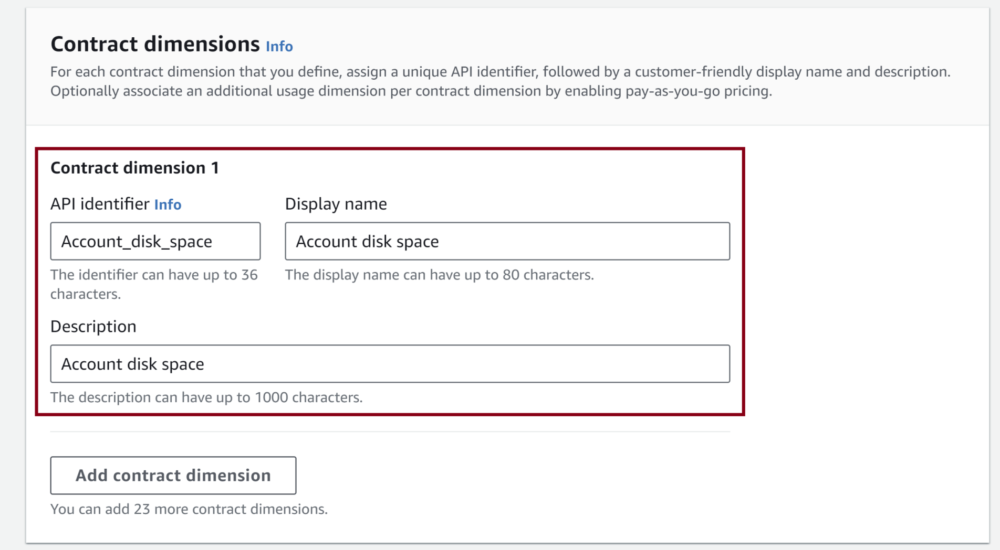 Contract dimensions Info
For each contract dimension that you define, assign a unique API identifier, followed by a customer-friendly display name and description.
Optionally associate an additional usage dimension per contract dimension by enabling pay-as-you-go pricing.
Contract dimension 1
API identifier Info
Account_disk_space
The identifier can have up to 36
characters.
Display name
Account disk space
The display name can have up to 80 characters.
Description
Account disk space
The description can have up to 1000 characters.
Add contract dimension
You can add 23 more contract dimensions.